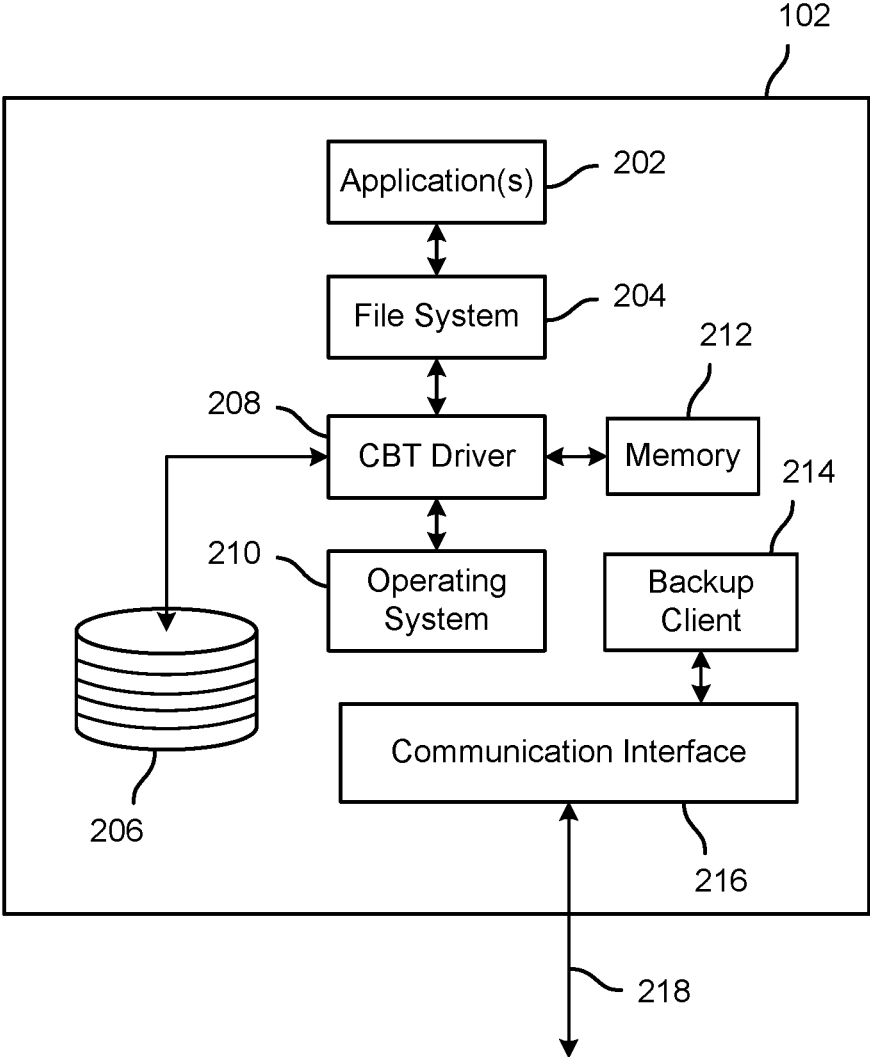 102
Application(s)
202
File System
204
212
208
CBT Driver
Memory
214
210
Operating
System
Backup
Client
Communication Interface
206
216
218